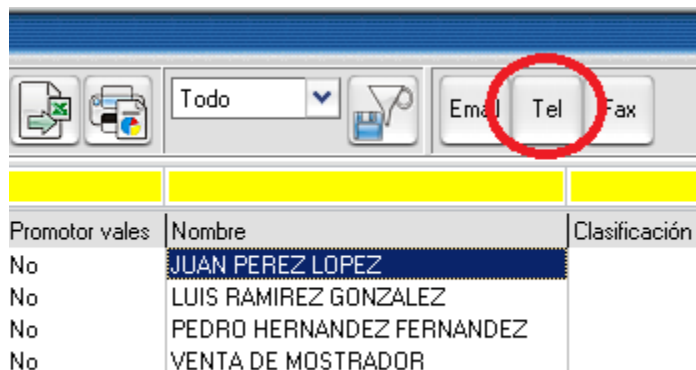 Todo Email Tel Fax
Promotor vales Nombre Clasificación
No JUAN PEREZ LOPEZ
No LUIS RAMIREZ GONZALEZ
No PEDRO HERNANDEZ FERNANDEZ
No VENTA DE MOSTRADOR